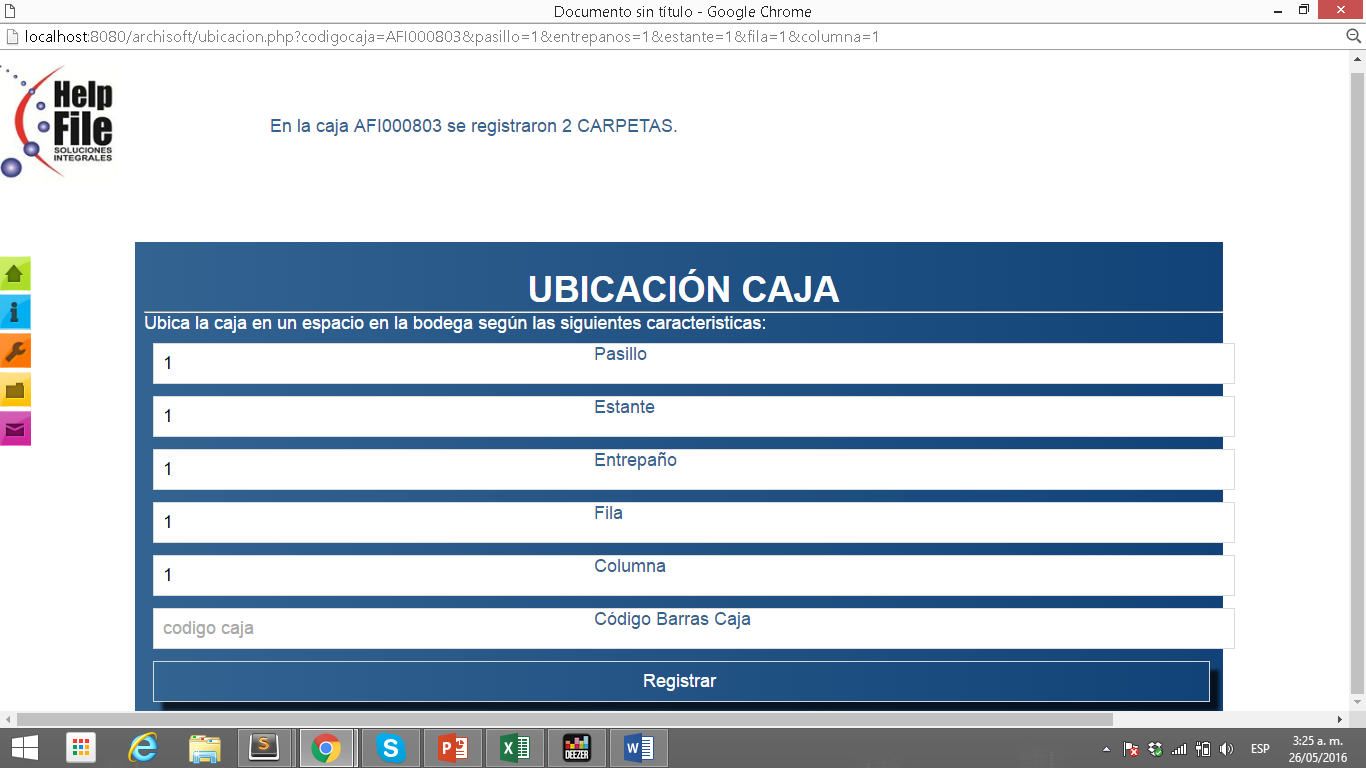 Documento sin título - Google Chrome
localhost:8080/archisoft/ubicacion.php?codigocaja=AFI000803&pasillo=1&entrepanos=1&estante=1&fila=1&columna=1
Help
File
SOLUCIONES
INTEGRALES
En la caja AFI000803 se registraron 2 CARPETAS.
UBICACIÓN CAJA
Ubica la caja en un espacio en la bodega según las siguientes caracteristicas:
1 Pasillo
1 Estante
1 Entrepaño
1 Fila
1 Columna
codigo caja Código Barras Caja
Registrar
DEEZER
ESP
3:25 a. m.
26/05/2016